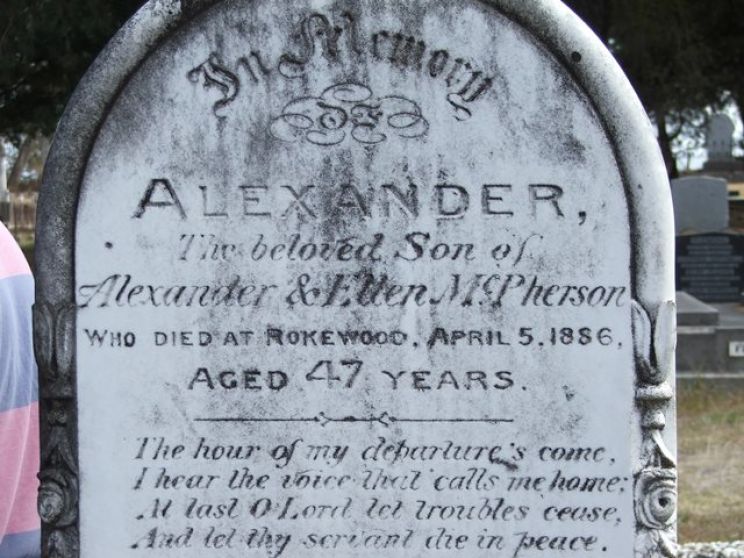 In Memory
OF
ALEXANDER,
The beloved Son of
Alexander & Ellen McPherson
WHO DIED AT ROKEWOOD, APRIL 5, 1886,
AGED 47 YEARS.
The hour of my departure's come,
I hear the voice that calls me home;
At last O Lord let troubles cease,
And let thy servant die in peace.